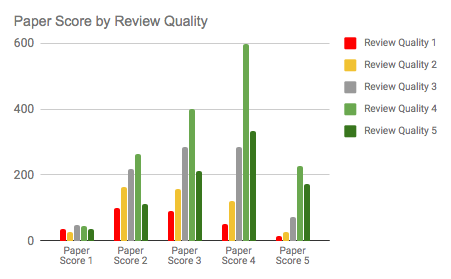 Paper Score by Review Quality
600
400
200
0
Paper
Score 1
Paper
Score 2
Paper
Score 3
Paper
Score 4
Paper
Score 5
Review Quality 1
Review Quality 2
Review Quality 3
Review Quality 4
Review Quality 5